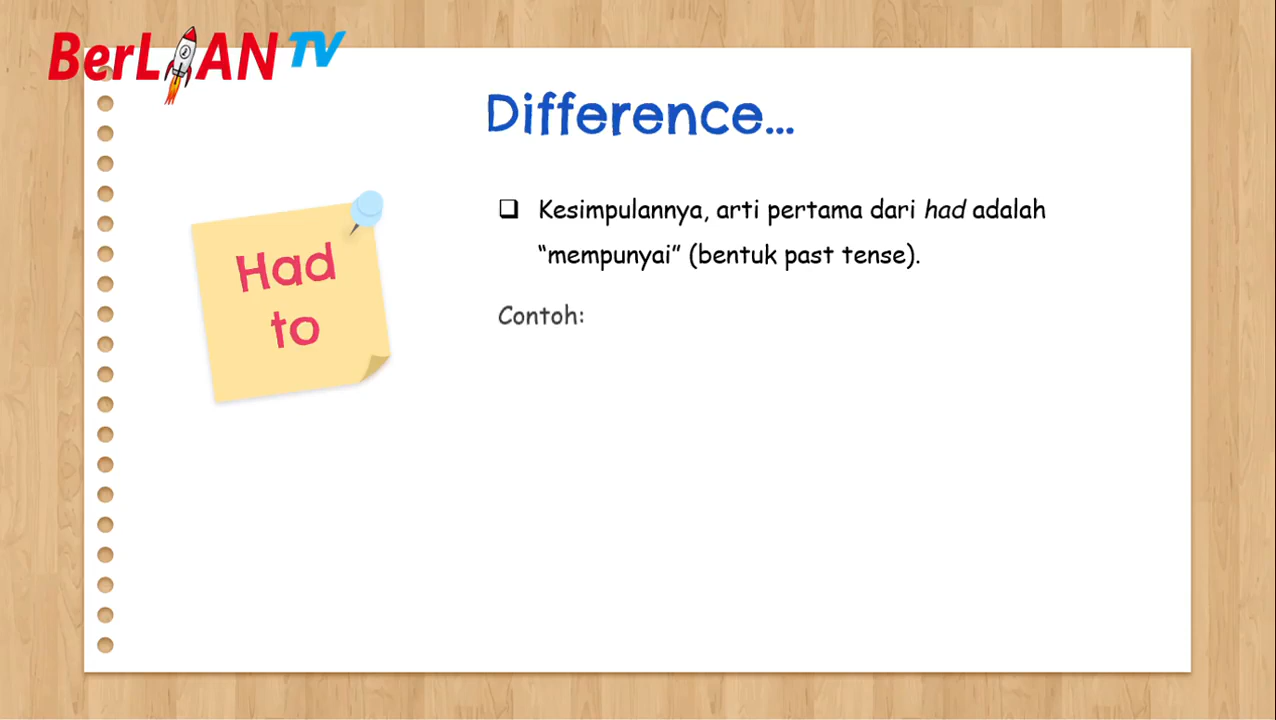 BerLIAN TV
Difference...
Had
to
❑ Kesimpulannya, arti pertama dari had adalah
“mempunyai” (bentuk past tense).
Contoh: